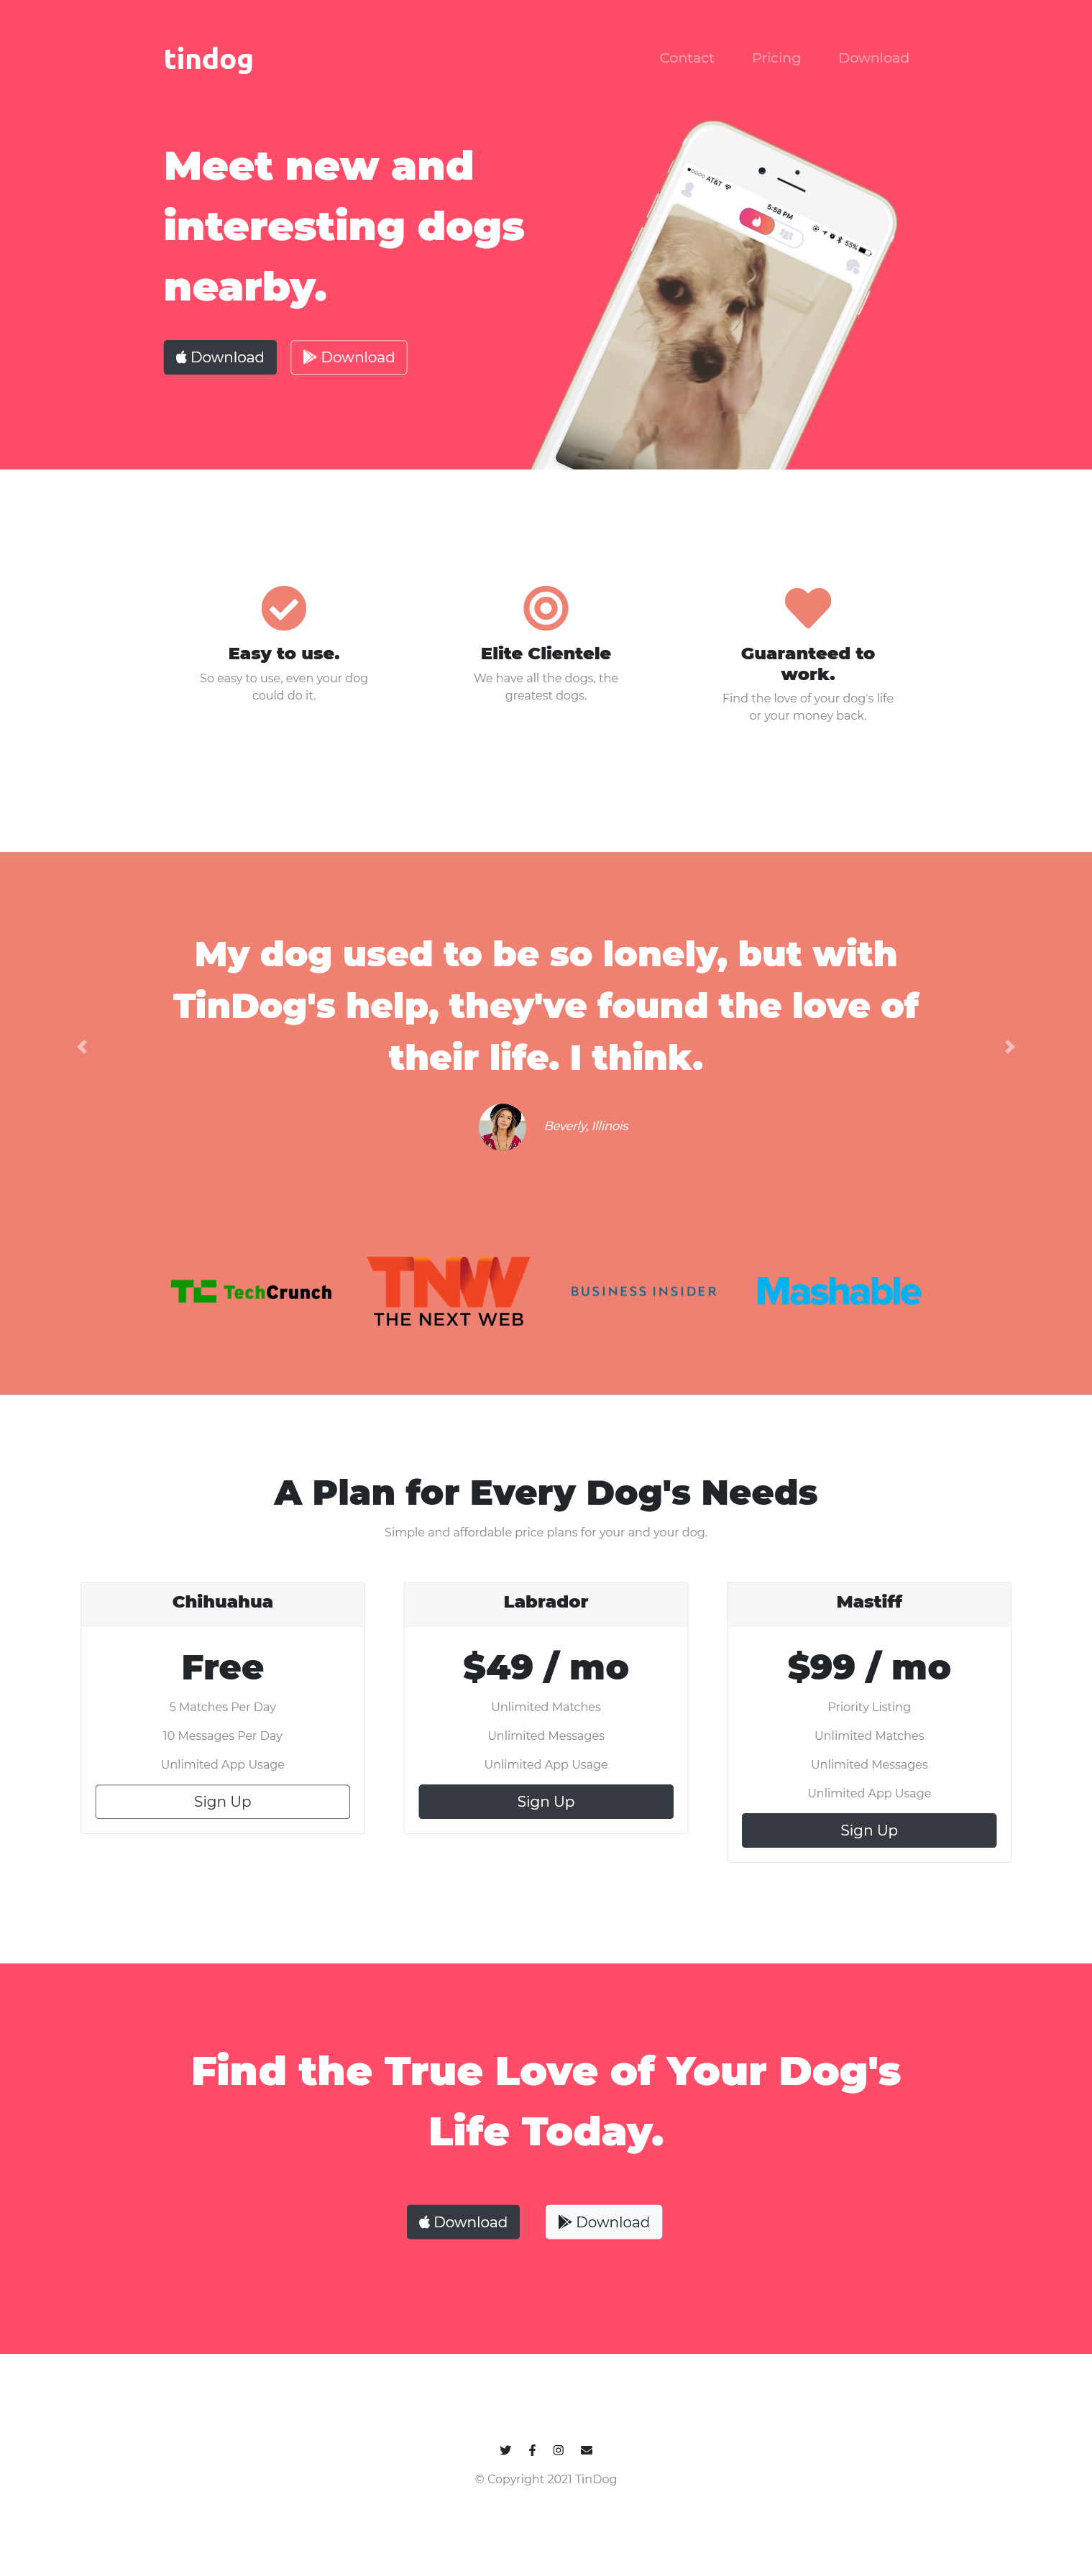 tindog
Contact Pricing Download
Meet new and
interesting dogs
nearby.
Download Download
●○○○○ AT&T 5:58 PM 55%
Easy to use.
So easy to use, even your dog
could do it.
Elite Clientele
We have all the dogs, the
greatest dogs.
Guaranteed to
work.
Find the love of your dog's life
or your money back.
My dog used to be so lonely, but with
TinDog's help, they've found the love of
their life. I think.
Beverly, Illinois
TC TechCrunch
TNW
THE NEXT WEB
BUSINESS INSIDER
Mashable
A Plan for Every Dog's Needs
Simple and affordable price plans for your and your dog.
Chihuahua
Free
5 Matches Per Day
10 Messages Per Day
Unlimited App Usage
Sign Up
Labrador
$49 / mo
Unlimited Matches
Unlimited Messages
Unlimited App Usage
Sign Up
Mastiff
$99 / mo
Priority Listing
Unlimited Matches
Unlimited Messages
Unlimited App Usage
Sign Up
Find the True Love of Your Dog's
Life Today.
Download Download
© Copyright 2021 TinDog